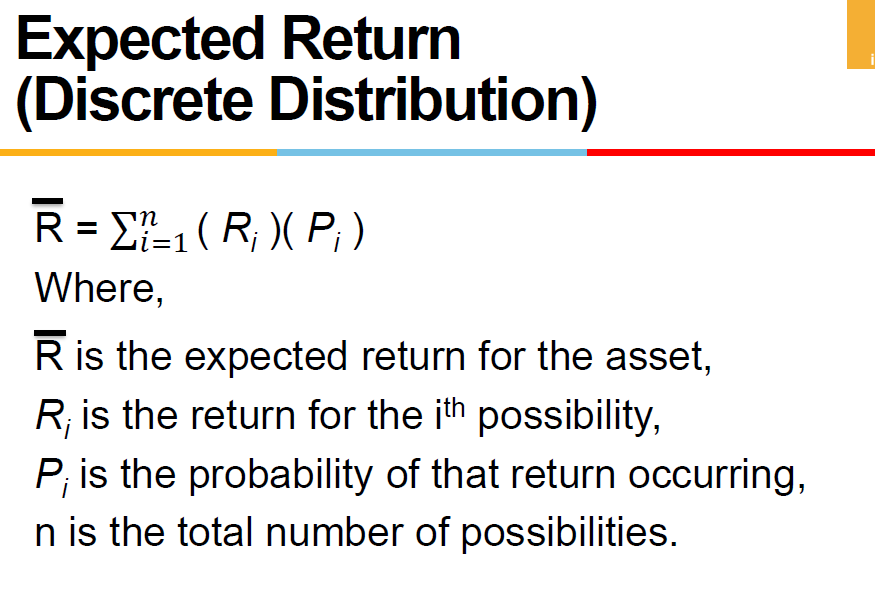 Expected Return
(Discrete Distribution)
i
R̅ = ∑ⁿᵢ₌₁ ( Rᵢ )( Pᵢ )
Where,
R̅ is the expected return for the asset,
Rᵢ is the return for the iᵗʰ possibility,
Pᵢ is the probability of that return occurring,
n is the total number of possibilities.